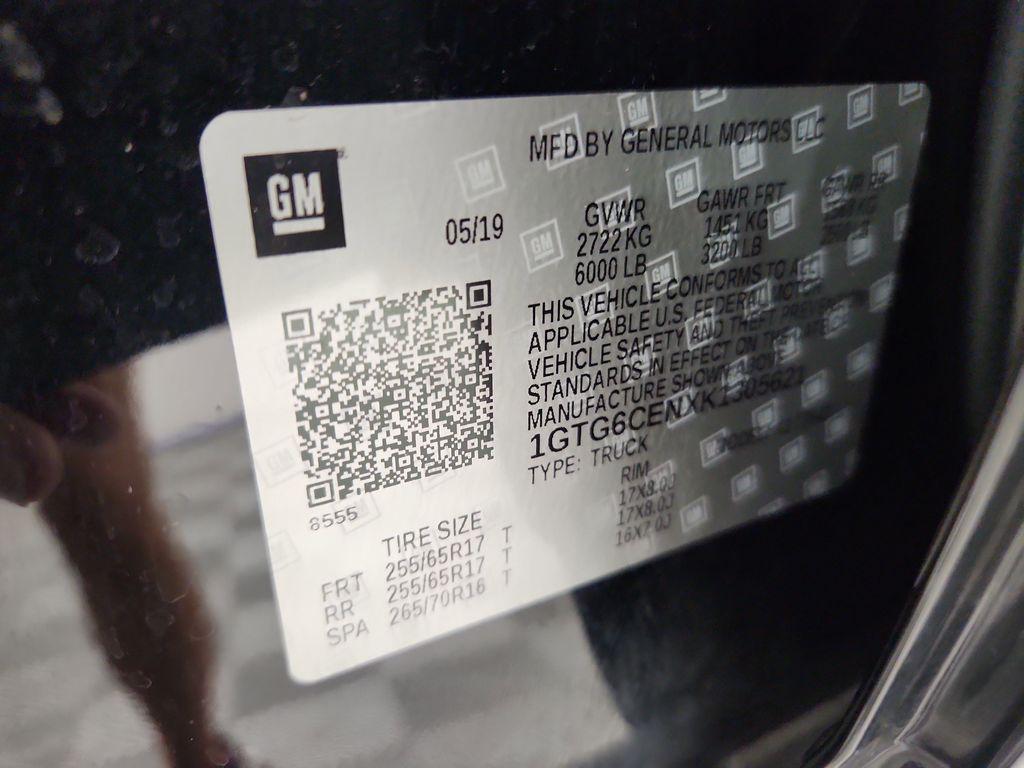 GM
MFD BY GENERAL MOTORS LLC
05/19
GVWR GAWR FRT GAWR RR
2722 KG 1451 KG
6000 LB 3200 LB
THIS VEHICLE CONFORMS TO ALL
APPLICABLE U.S. FEDERAL MOTOR
VEHICLE SAFETY AND THEFT PREVENTION
STANDARDS IN EFFECT ON THE DATE
MANUFACTURE SHOWN ABOVE
1GTG6CENXK1305621
TYPE: TRUCK
8555
TIRE SIZE RIM
FRT 255/65R17 T 17X8.0J
RR 255/65R17 T 17X8.0J
SPA 265/70R16 T 16X7.0J